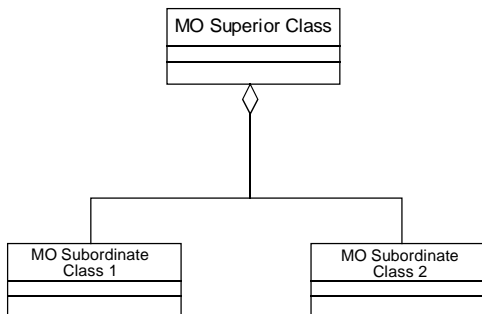 MO Superior Class
MO Subordinate
Class 1
MO Subordinate
Class 2